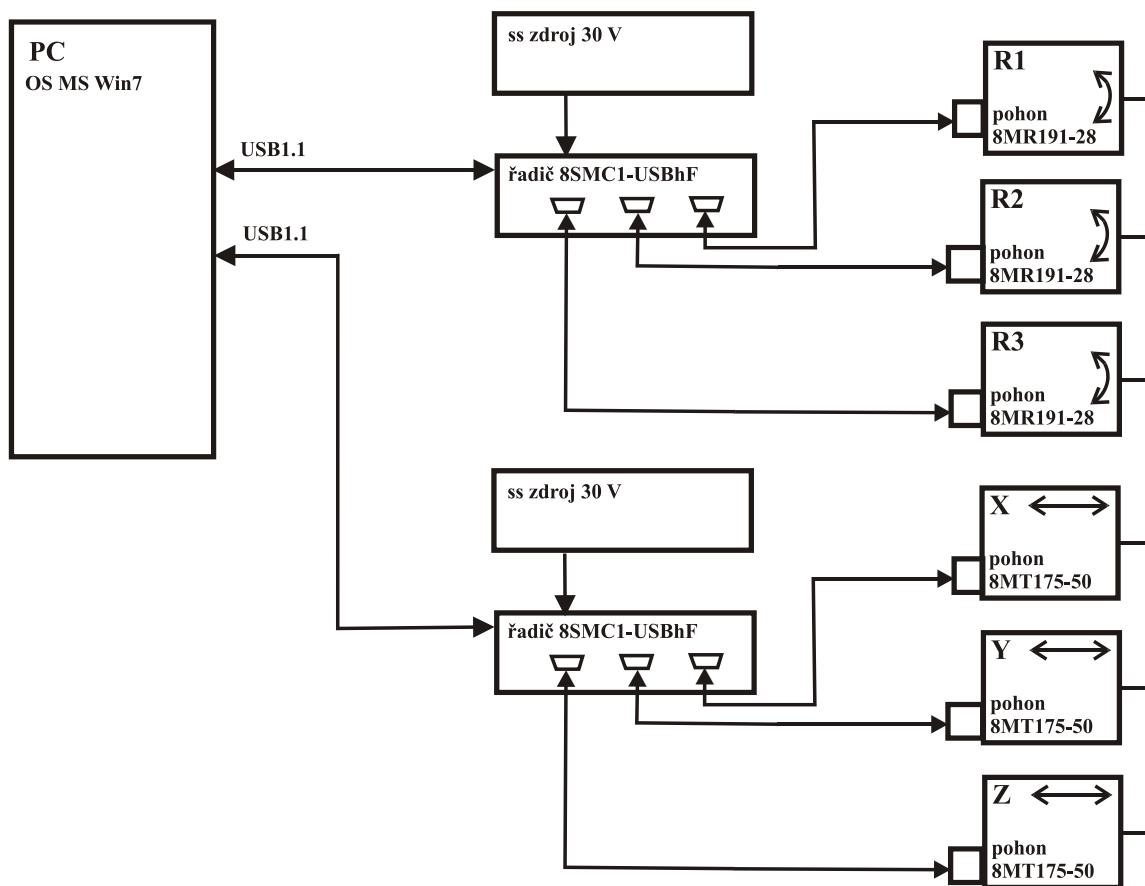 PC
OS MS Win7
ss zdroj 30 V
USB1.1
řadič 8SMC1-USBhF
R1
pohon
8MR191-28
R2
pohon
8MR191-28
R3
pohon
8MR191-28
USB1.1
ss zdroj 30 V
řadič 8SMC1-USBhF
X
pohon
8MT175-50
Y
pohon
8MT175-50
Z
pohon
8MT175-50